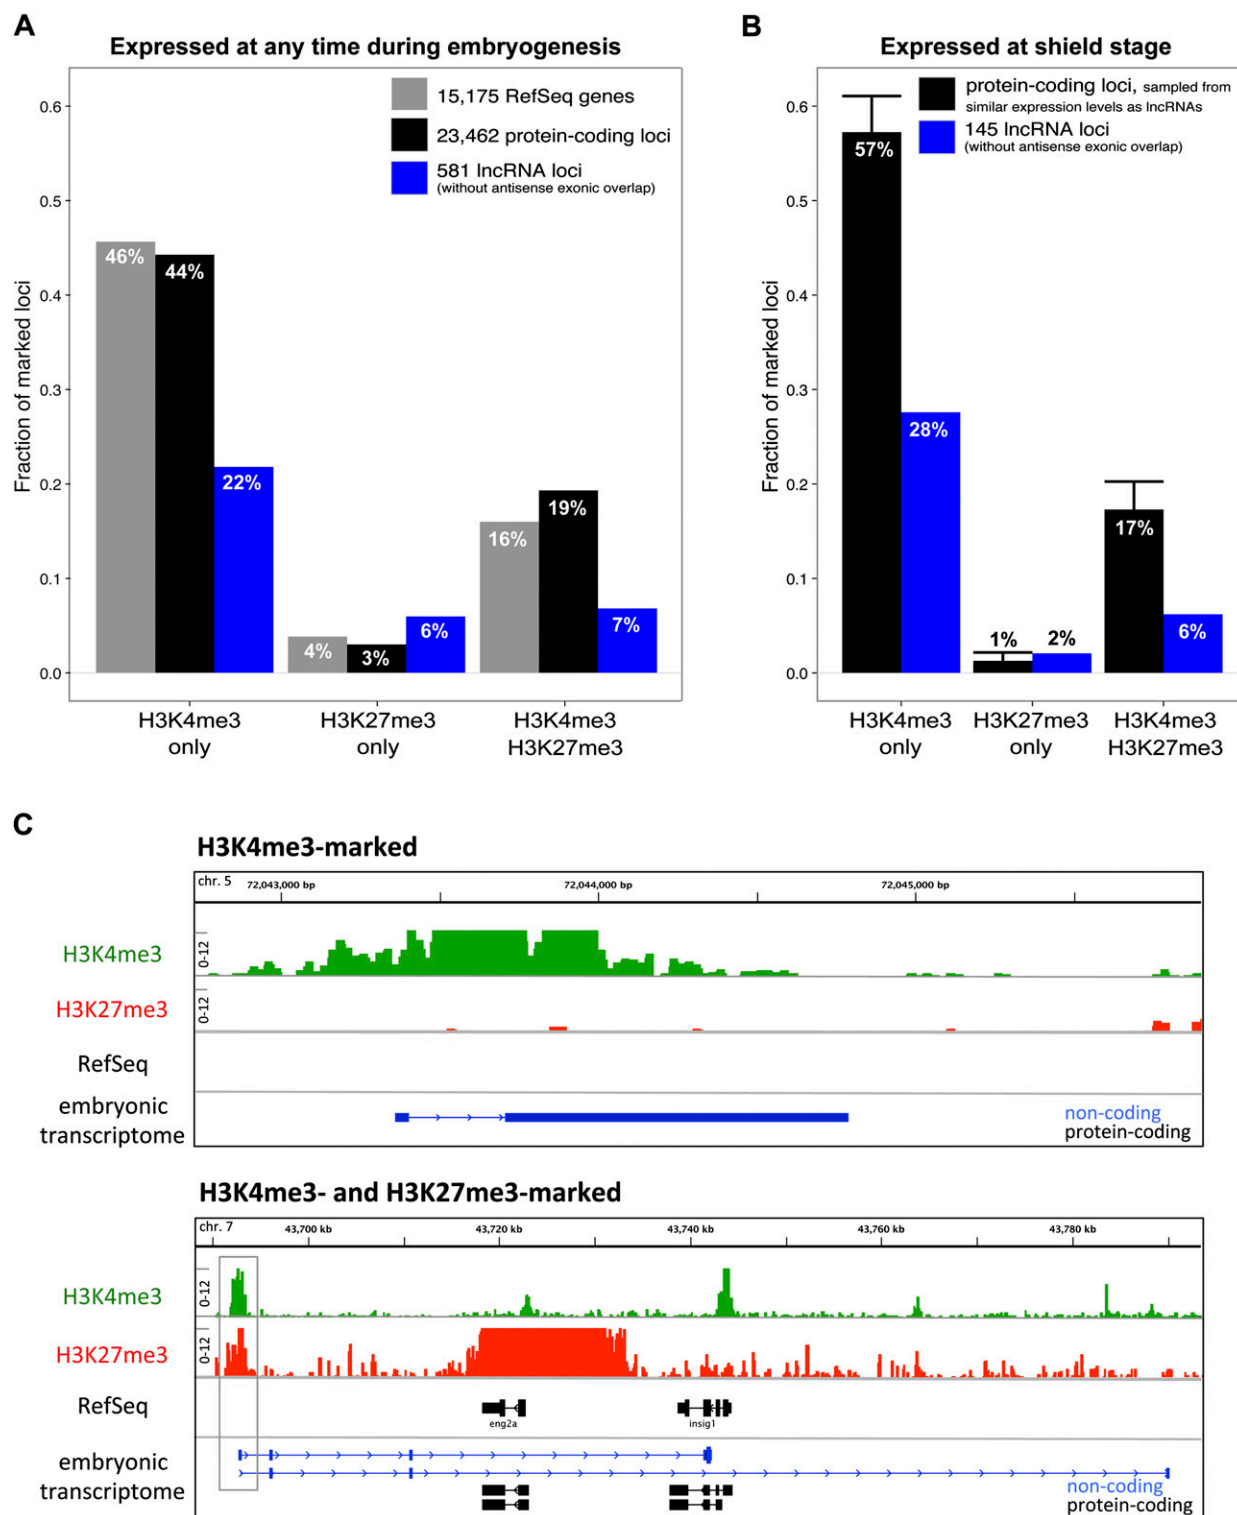 A
Expressed at any time during embryogenesis
15,175 RefSeq genes
23,462 protein-coding loci
581 lncRNA loci
(without antisense exonic overlap)
Fraction of marked loci
0.6
0.5
0.4
0.3
0.2
0.1
0.0
46%
44%
22%
4%
3%
6%
16%
19%
7%
H3K4me3
only
H3K27me3
only
H3K4me3
H3K27me3
B
Expressed at shield stage
protein-coding loci, sampled from
similar expression levels as lncRNAs
145 lncRNA loci
(without antisense exonic overlap)
Fraction of marked loci
0.6
0.5
0.4
0.3
0.2
0.1
0.0
57%
28%
1%
2%
17%
6%
H3K4me3
only
H3K27me3
only
H3K4me3
H3K27me3
C
H3K4me3-marked
chr. 5
72,043,000 bp
72,044,000 bp
72,045,000 bp
H3K4me3
0-12
H3K27me3
0-12
RefSeq
embryonic
transcriptome
non-coding
protein-coding
H3K4me3- and H3K27me3-marked
chr. 7
43,700 kb
43,720 kb
43,740 kb
43,760 kb
43,780 kb
H3K4me3
0-12
H3K27me3
0-12
RefSeq
eng2a
insig1
embryonic
transcriptome
non-coding
protein-coding